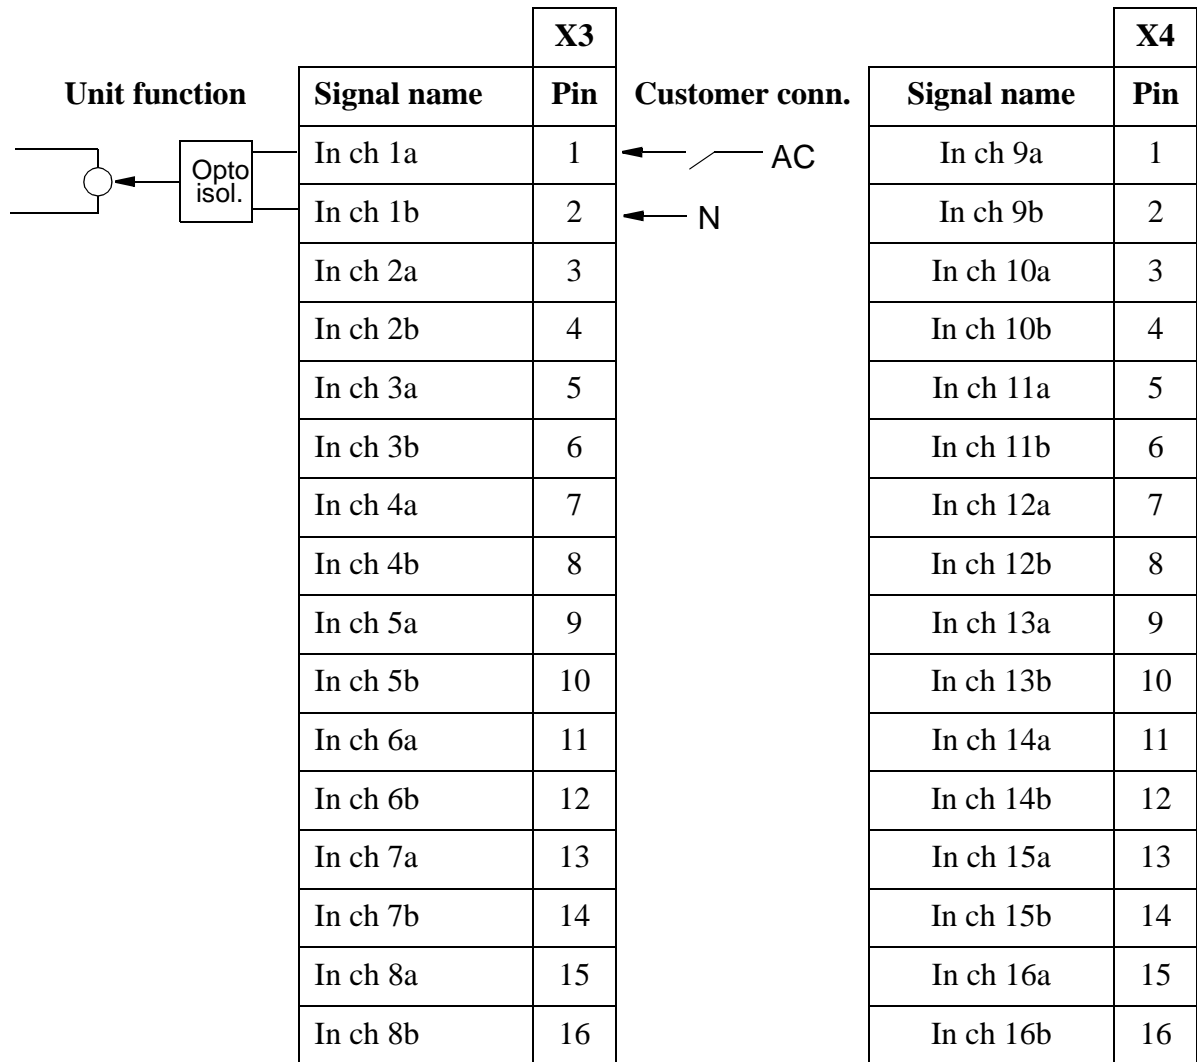 X3 X4
Unit function Signal name Pin Customer conn. Signal name Pin
In ch 1a 1 AC In ch 9a 1
Opto
isol.
In ch 1b 2 N In ch 9b 2
In ch 2a 3 In ch 10a 3
In ch 2b 4 In ch 10b 4
In ch 3a 5 In ch 11a 5
In ch 3b 6 In ch 11b 6
In ch 4a 7 In ch 12a 7
In ch 4b 8 In ch 12b 8
In ch 5a 9 In ch 13a 9
In ch 5b 10 In ch 13b 10
In ch 6a 11 In ch 14a 11
In ch 6b 12 In ch 14b 12
In ch 7a 13 In ch 15a 13
In ch 7b 14 In ch 15b 14
In ch 8a 15 In ch 16a 15
In ch 8b 16 In ch 16b 16